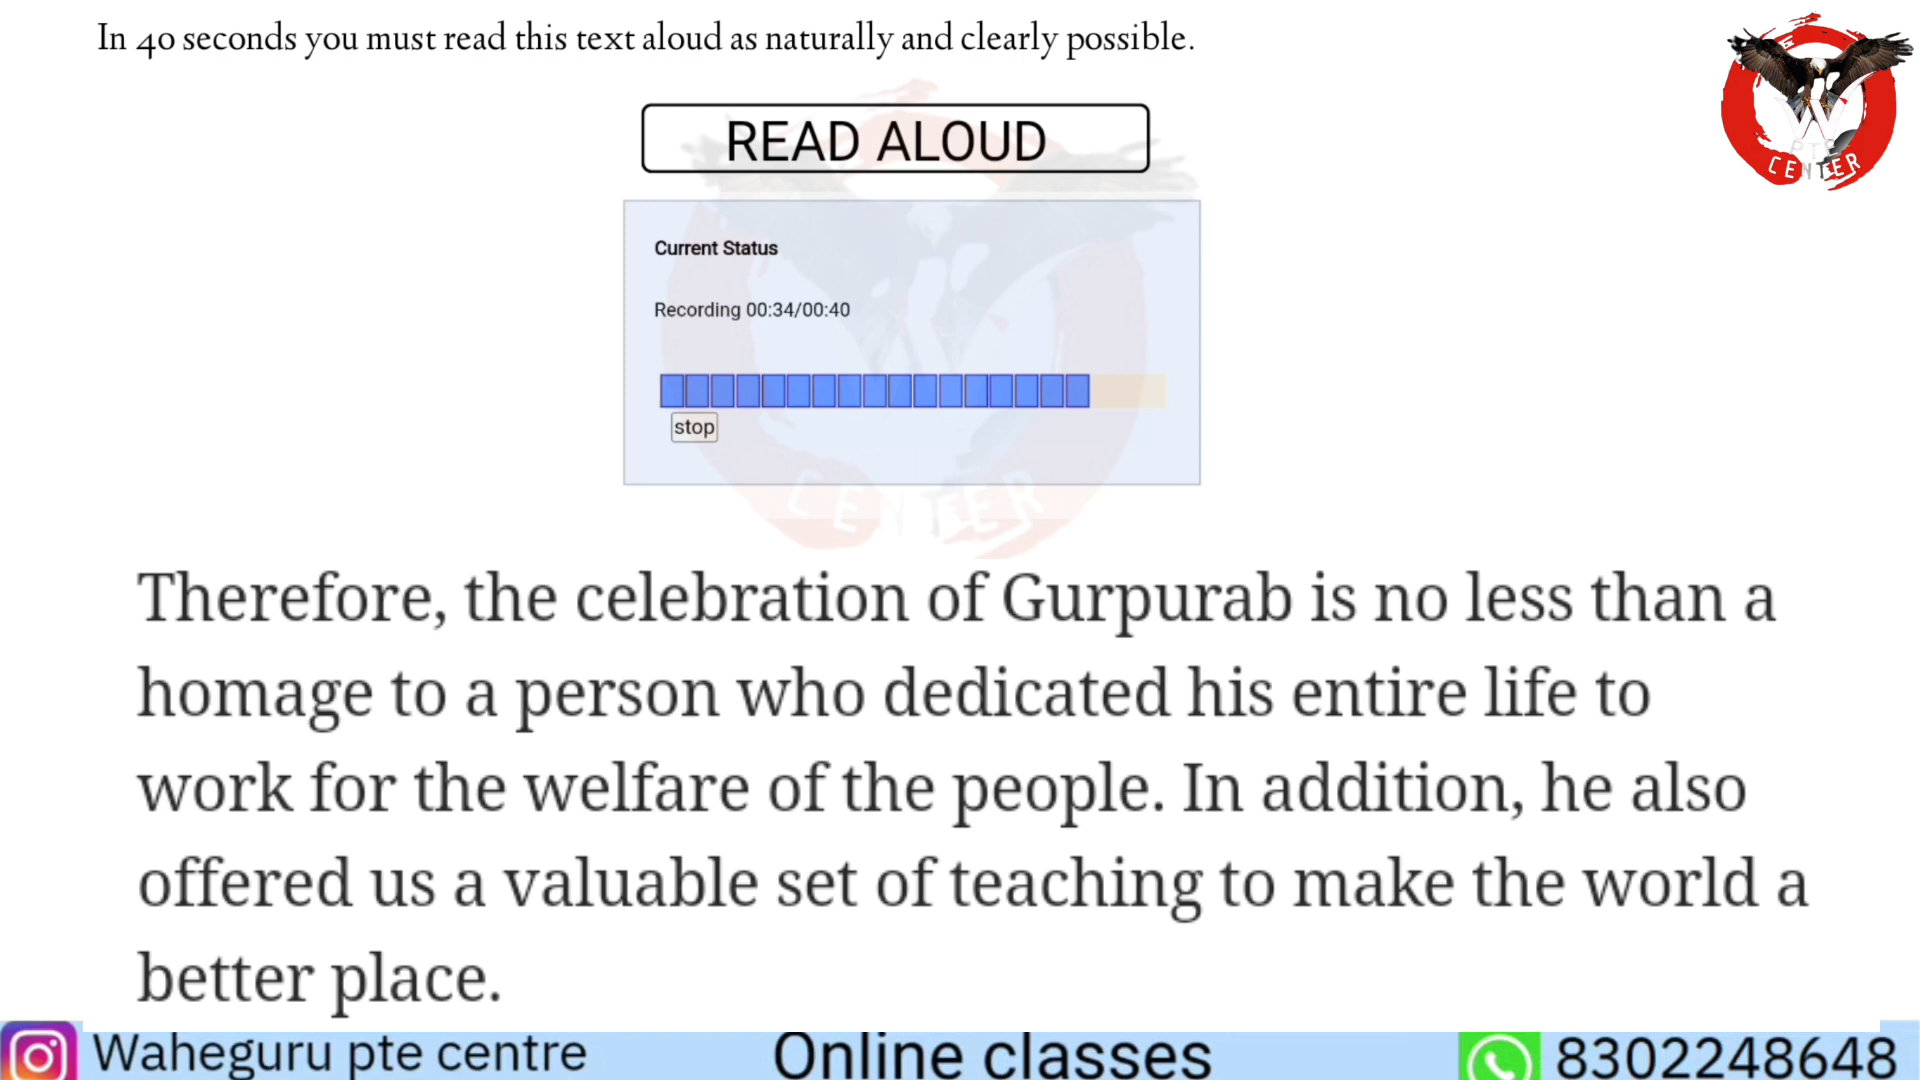 In 40 seconds you must read this text aloud as naturally and clearly possible.
READ ALOUD
Current Status
Recording 00:34/00:40
stop
Therefore, the celebration of Gurpurab is no less than a
homage to a person who dedicated his entire life to
work for the welfare of the people. In addition, he also
offered us a valuable set of teaching to make the world a
better place.
W
PTE
CENTER
CENTER
Waheguru pte centre
Online classes
8302248648